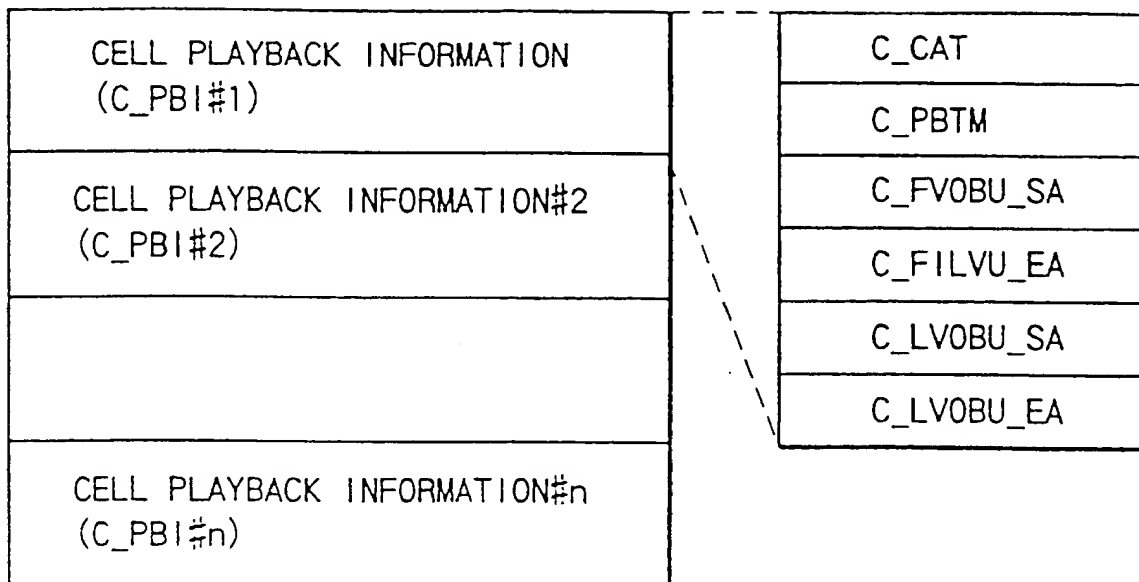 CELL PLAYBACK INFORMATION
(C_PBI#1)
CELL PLAYBACK INFORMATION#2
(C_PBI#2)
CELL PLAYBACK INFORMATION#n
(C_PBI#n)
C_CAT
C_PBTM
C_FVOBU_SA
C_FILVU_EA
C_LVOBU_SA
C_LVOBU_EA